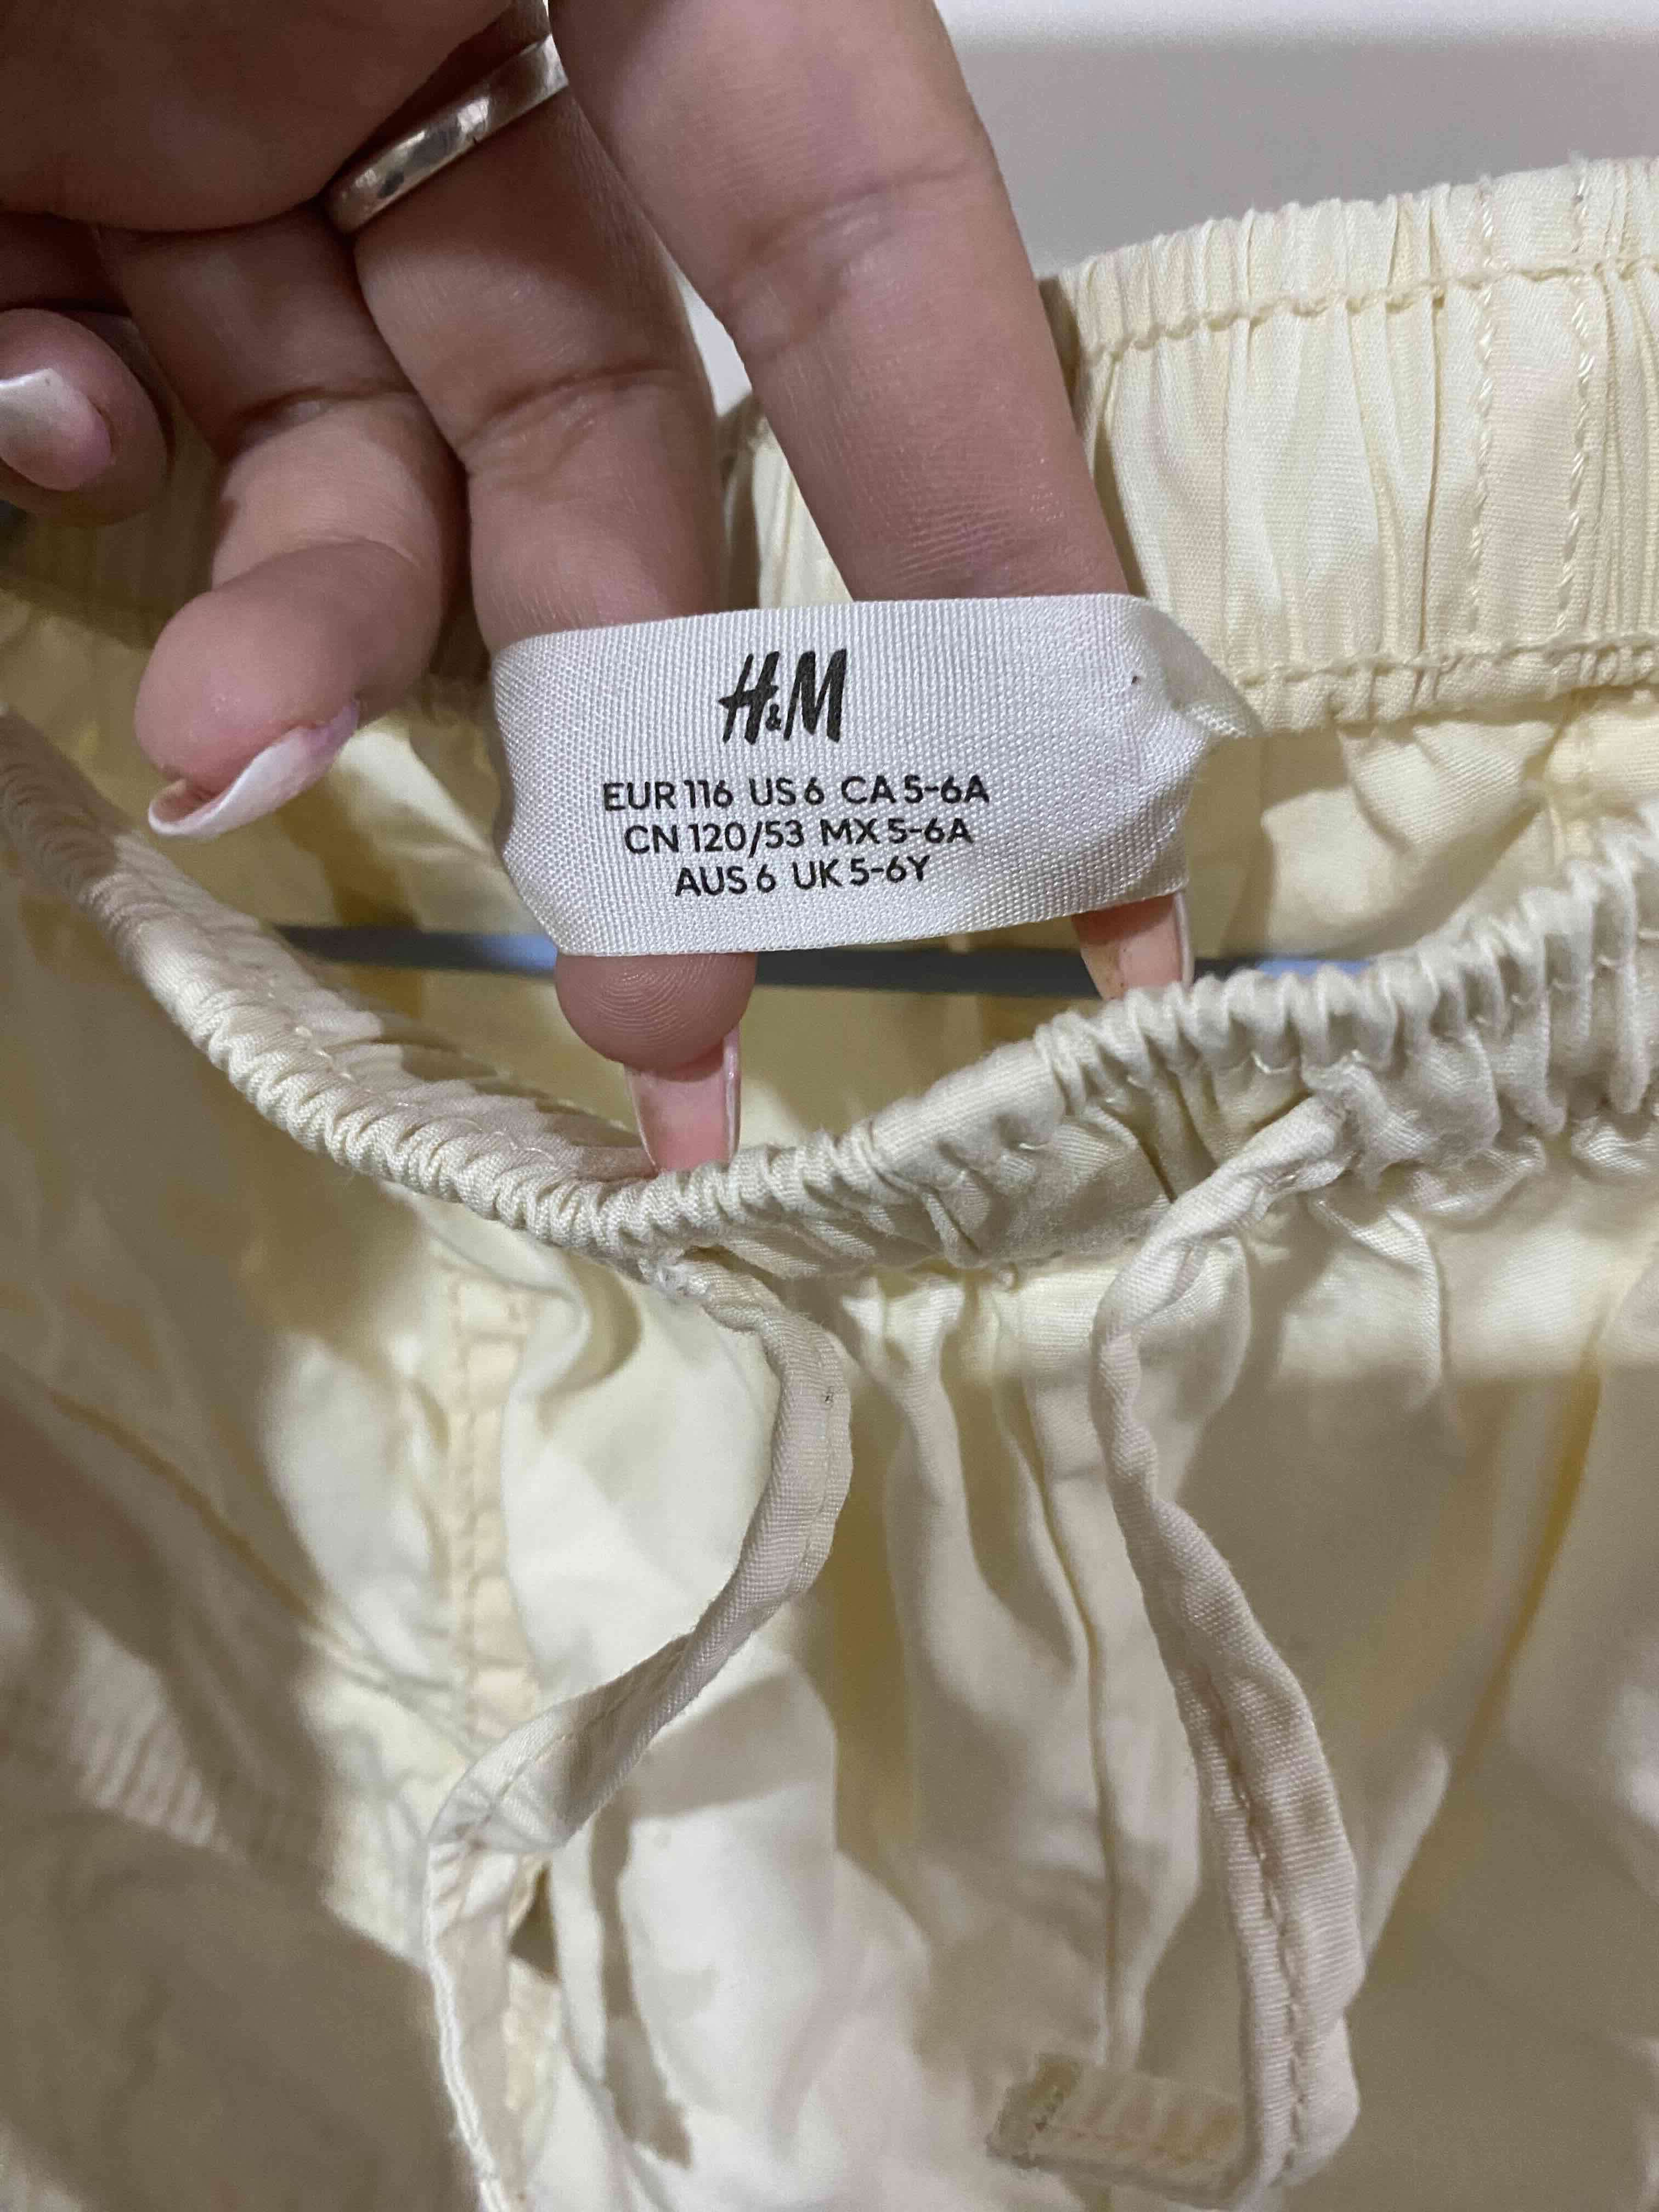 H&M
EUR 116 US 6 CA 5-6A
CN 120/53 MX 5-6A
AUS 6 UK 5-6Y